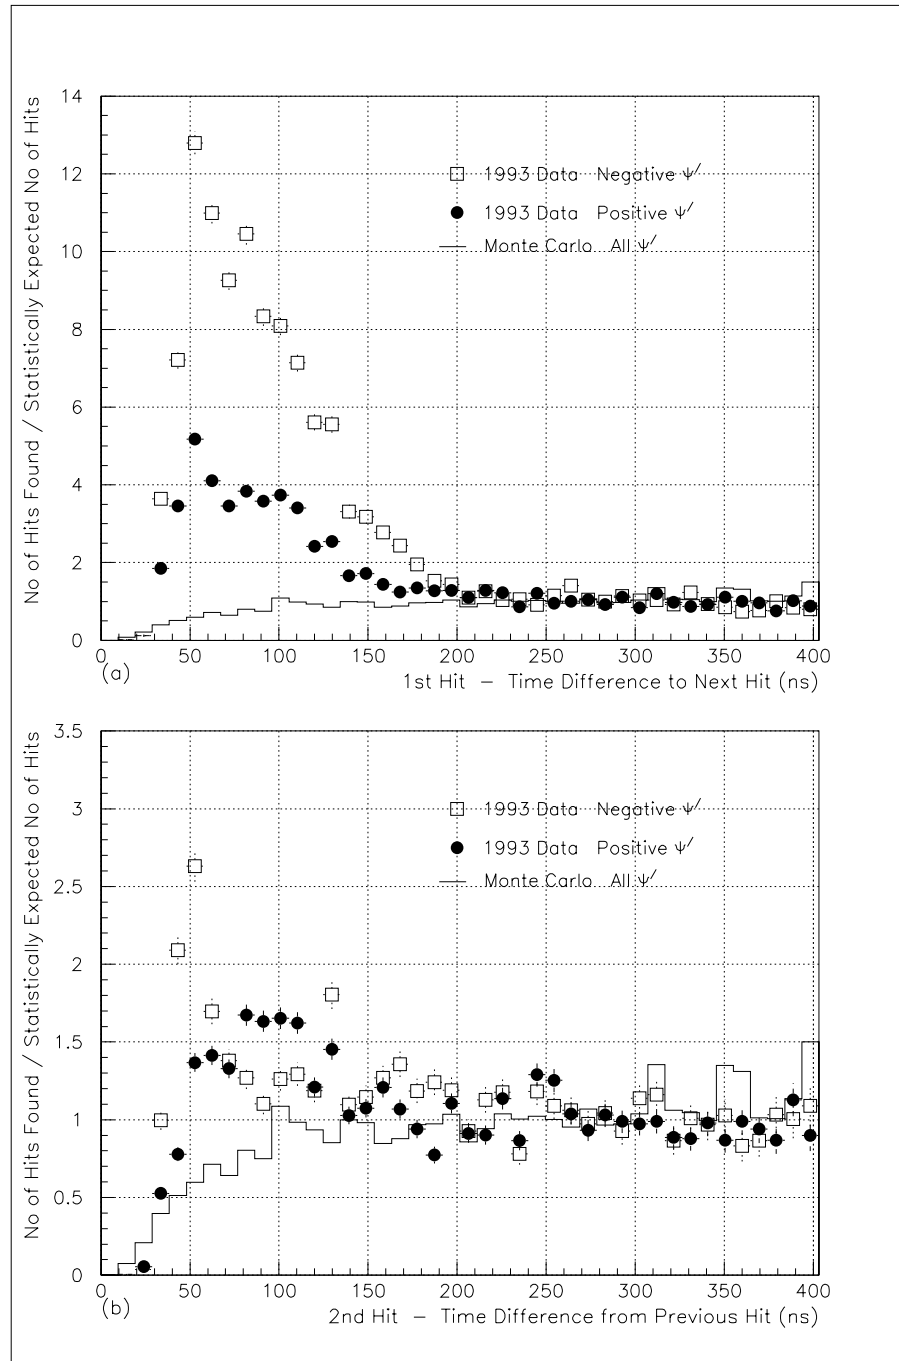 No of Hits Found / Statistically Expected No of Hits
14
12
10
8
6
4
2
0
1993 Data Negative ψ′
1993 Data Positive ψ′
Monte Carlo All ψ′
0 50 100 150 200 250 300 350 400
(a)
1st Hit – Time Difference to Next Hit (ns)
No of Hits Found / Statistically Expected No of Hits
3.5
3
2.5
2
1.5
1
0.5
0
1993 Data Negative ψ′
1993 Data Positive ψ′
Monte Carlo All ψ′
0 50 100 150 200 250 300 350 400
(b)
2nd Hit – Time Difference from Previous Hit (ns)